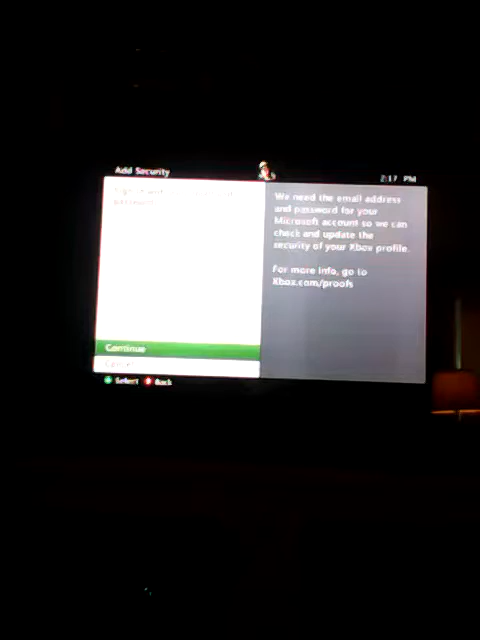 Add Security
2:17 PM
password.
We need the email address
and password for your
Microsoft account so we can
check and update the
security of your Xbox profile.
For more info, go to
Xbox.com/proofs
Continue
Cancel
Select Back